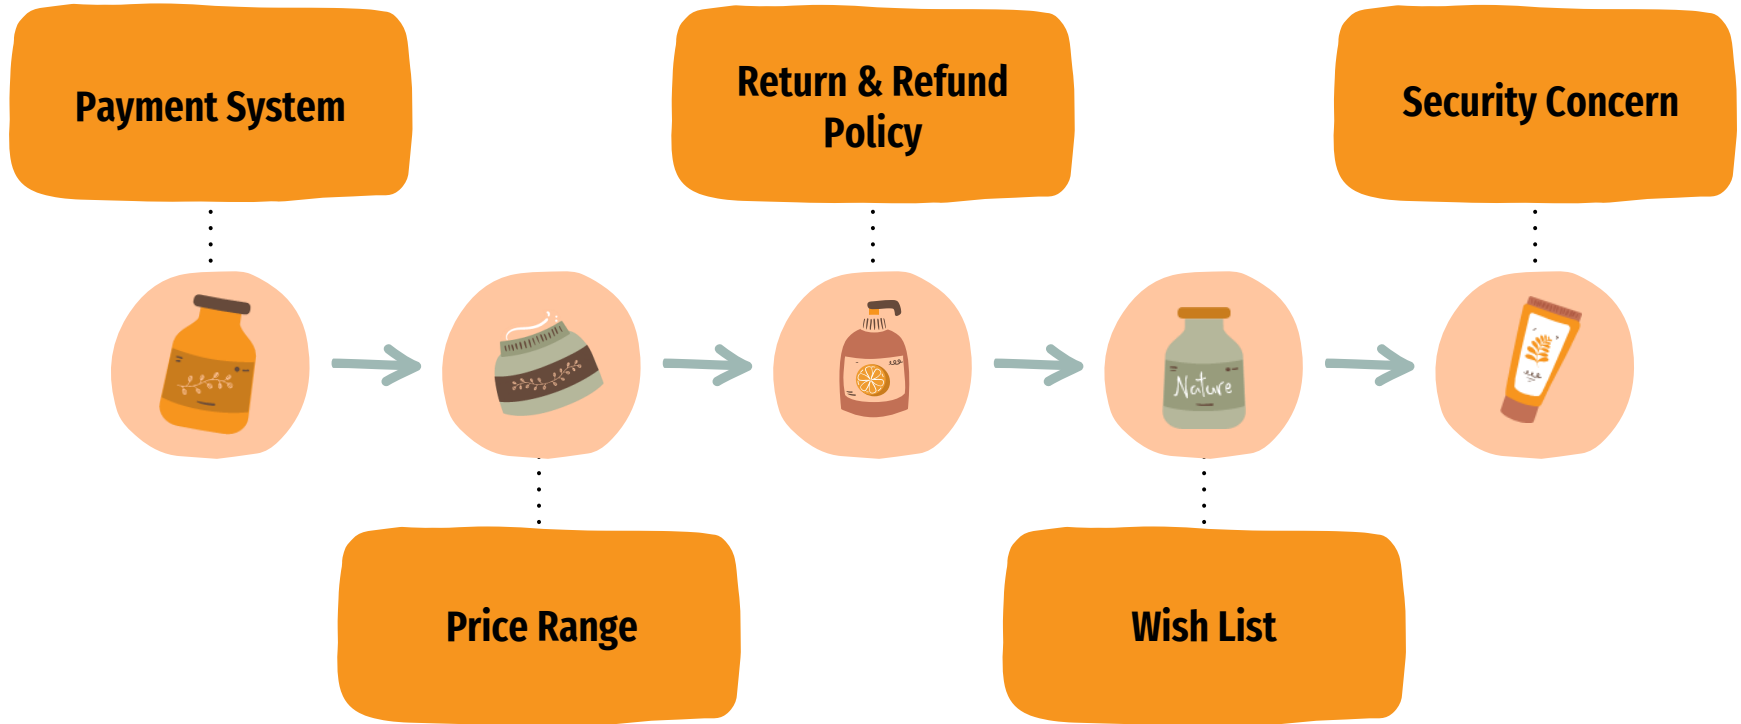 Payment System
Return & Refund
Policy
Security Concern
Nature
Price Range
Wish List